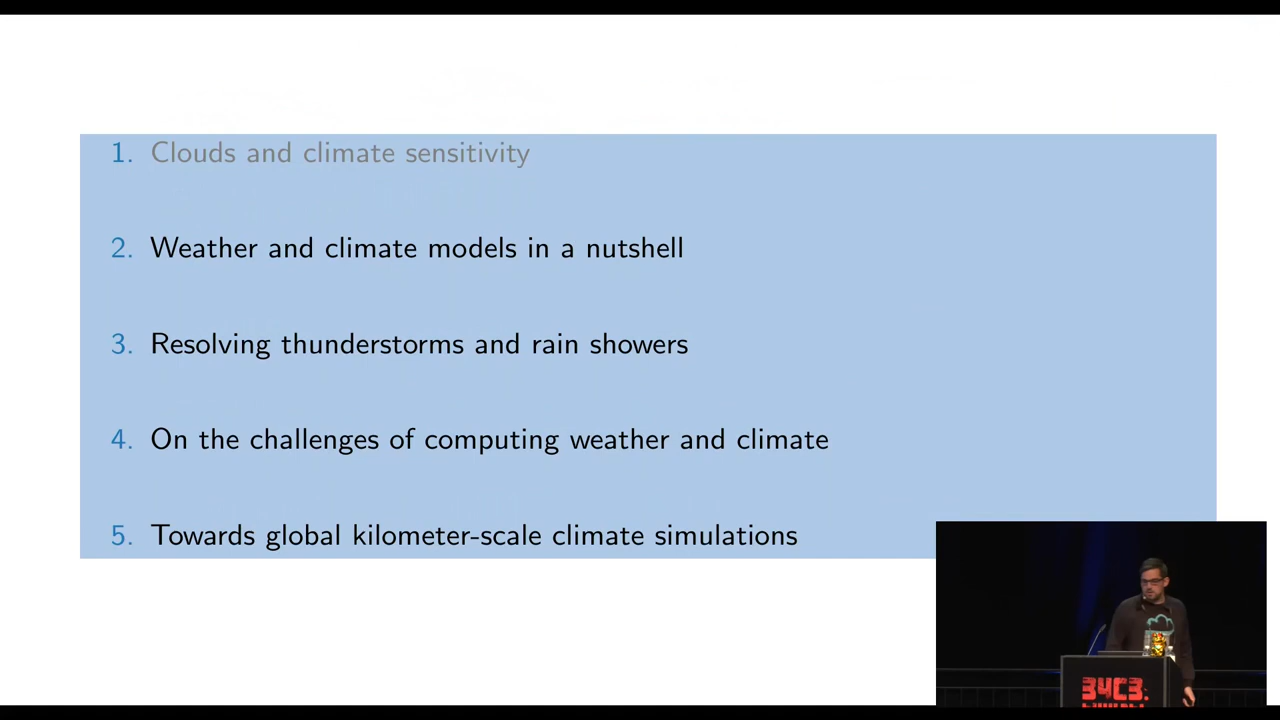 1. Clouds and climate sensitivity
2. Weather and climate models in a nutshell
3. Resolving thunderstorms and rain showers
4. On the challenges of computing weather and climate
5. Towards global kilometer-scale climate simulations
34C3.